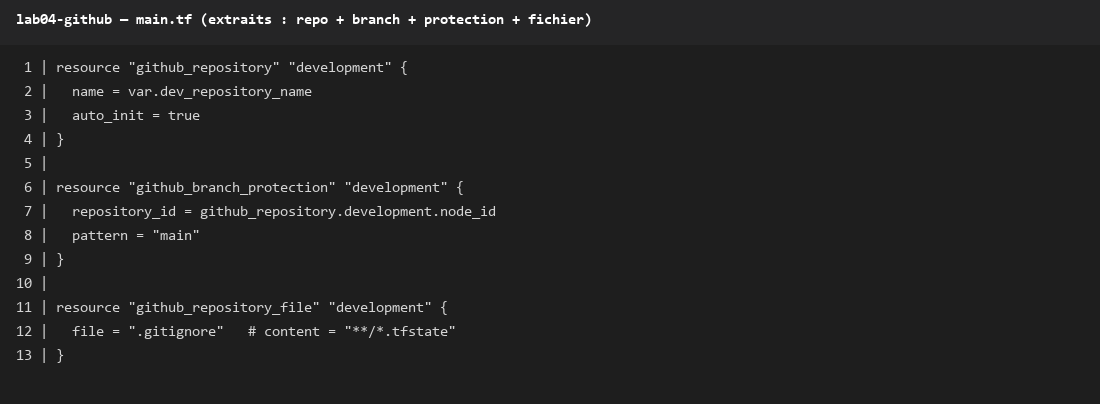 lab04-github — main.tf (extraits : repo + branch + protection + fichier)
1 | resource "github_repository" "development" {
2 |   name = var.dev_repository_name
3 |   auto_init = true
4 | }
5 |
6 | resource "github_branch_protection" "development" {
7 |   repository_id = github_repository.development.node_id
8 |   pattern = "main"
9 | }
10 |
11 | resource "github_repository_file" "development" {
12 |   file = ".gitignore"   # content = "**/*.tfstate"
13 | }